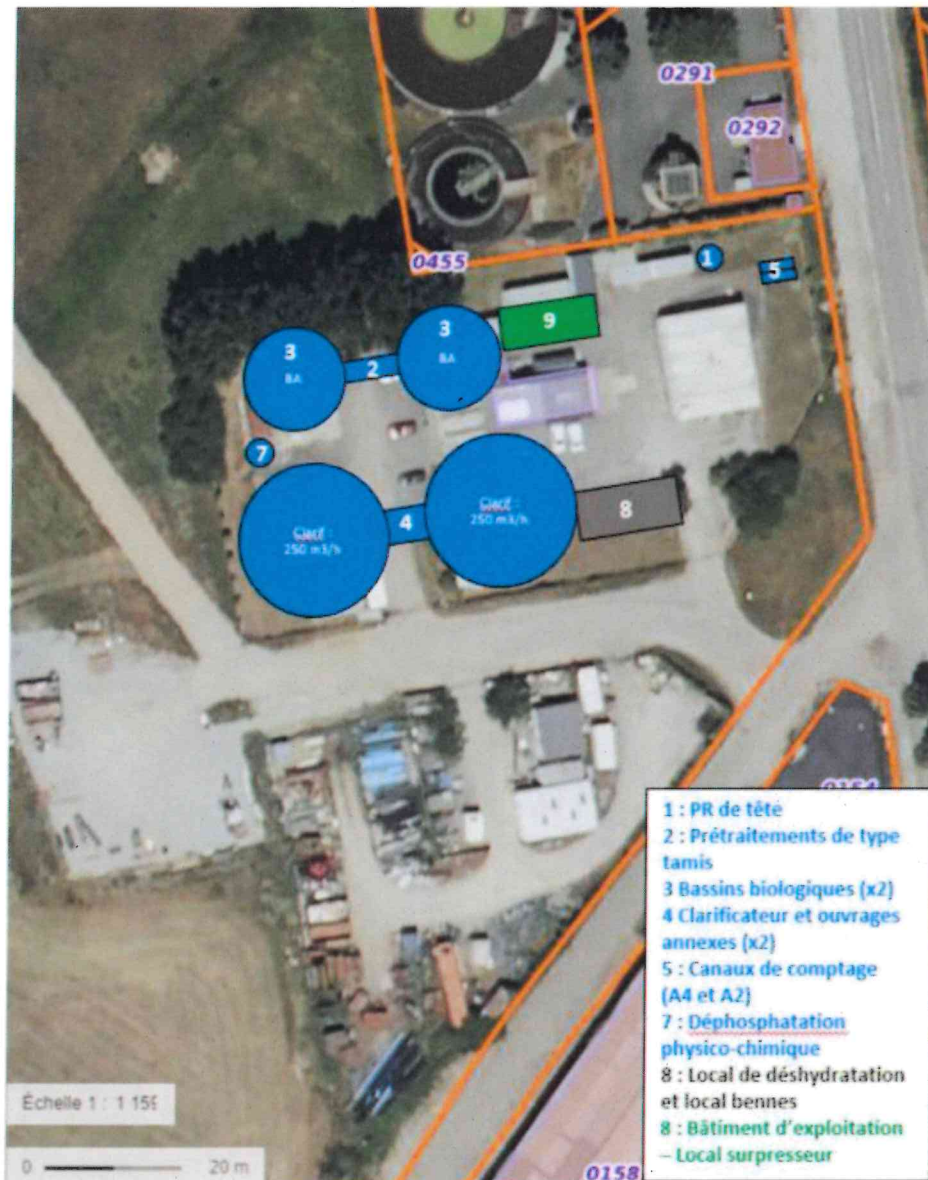 0291
0292
0455
1
5
9
3
BA
3
BA
2
7
Clarif :
250 m3/h
4
Clarif :
250 m3/h
8
0154
1 : PR de tête
2 : Prétraitements de type
tamis
3 Bassins biologiques (x2)
4 Clarificateur et ouvrages
annexes (x2)
5 : Canaux de comptage
(A4 et A2)
7 : Déphosphatation
physico-chimique
8 : Local de déshydratation
et local bennes
8 : Bâtiment d'exploitation
– Local surpresseur
Échelle 1 : 1 159
0 20 m
0158